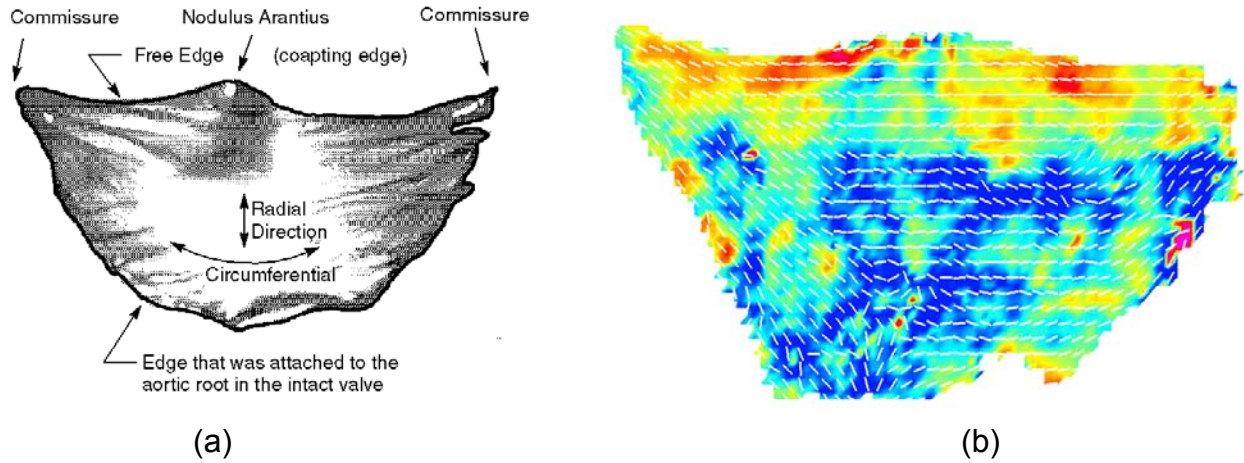 Commissure
Nodulus Arantius
Commissure
Free Edge
(coapting edge)
Radial
Direction
Circumferential
Edge that was attached to the
aortic root in the intact valve
(a)
(b)